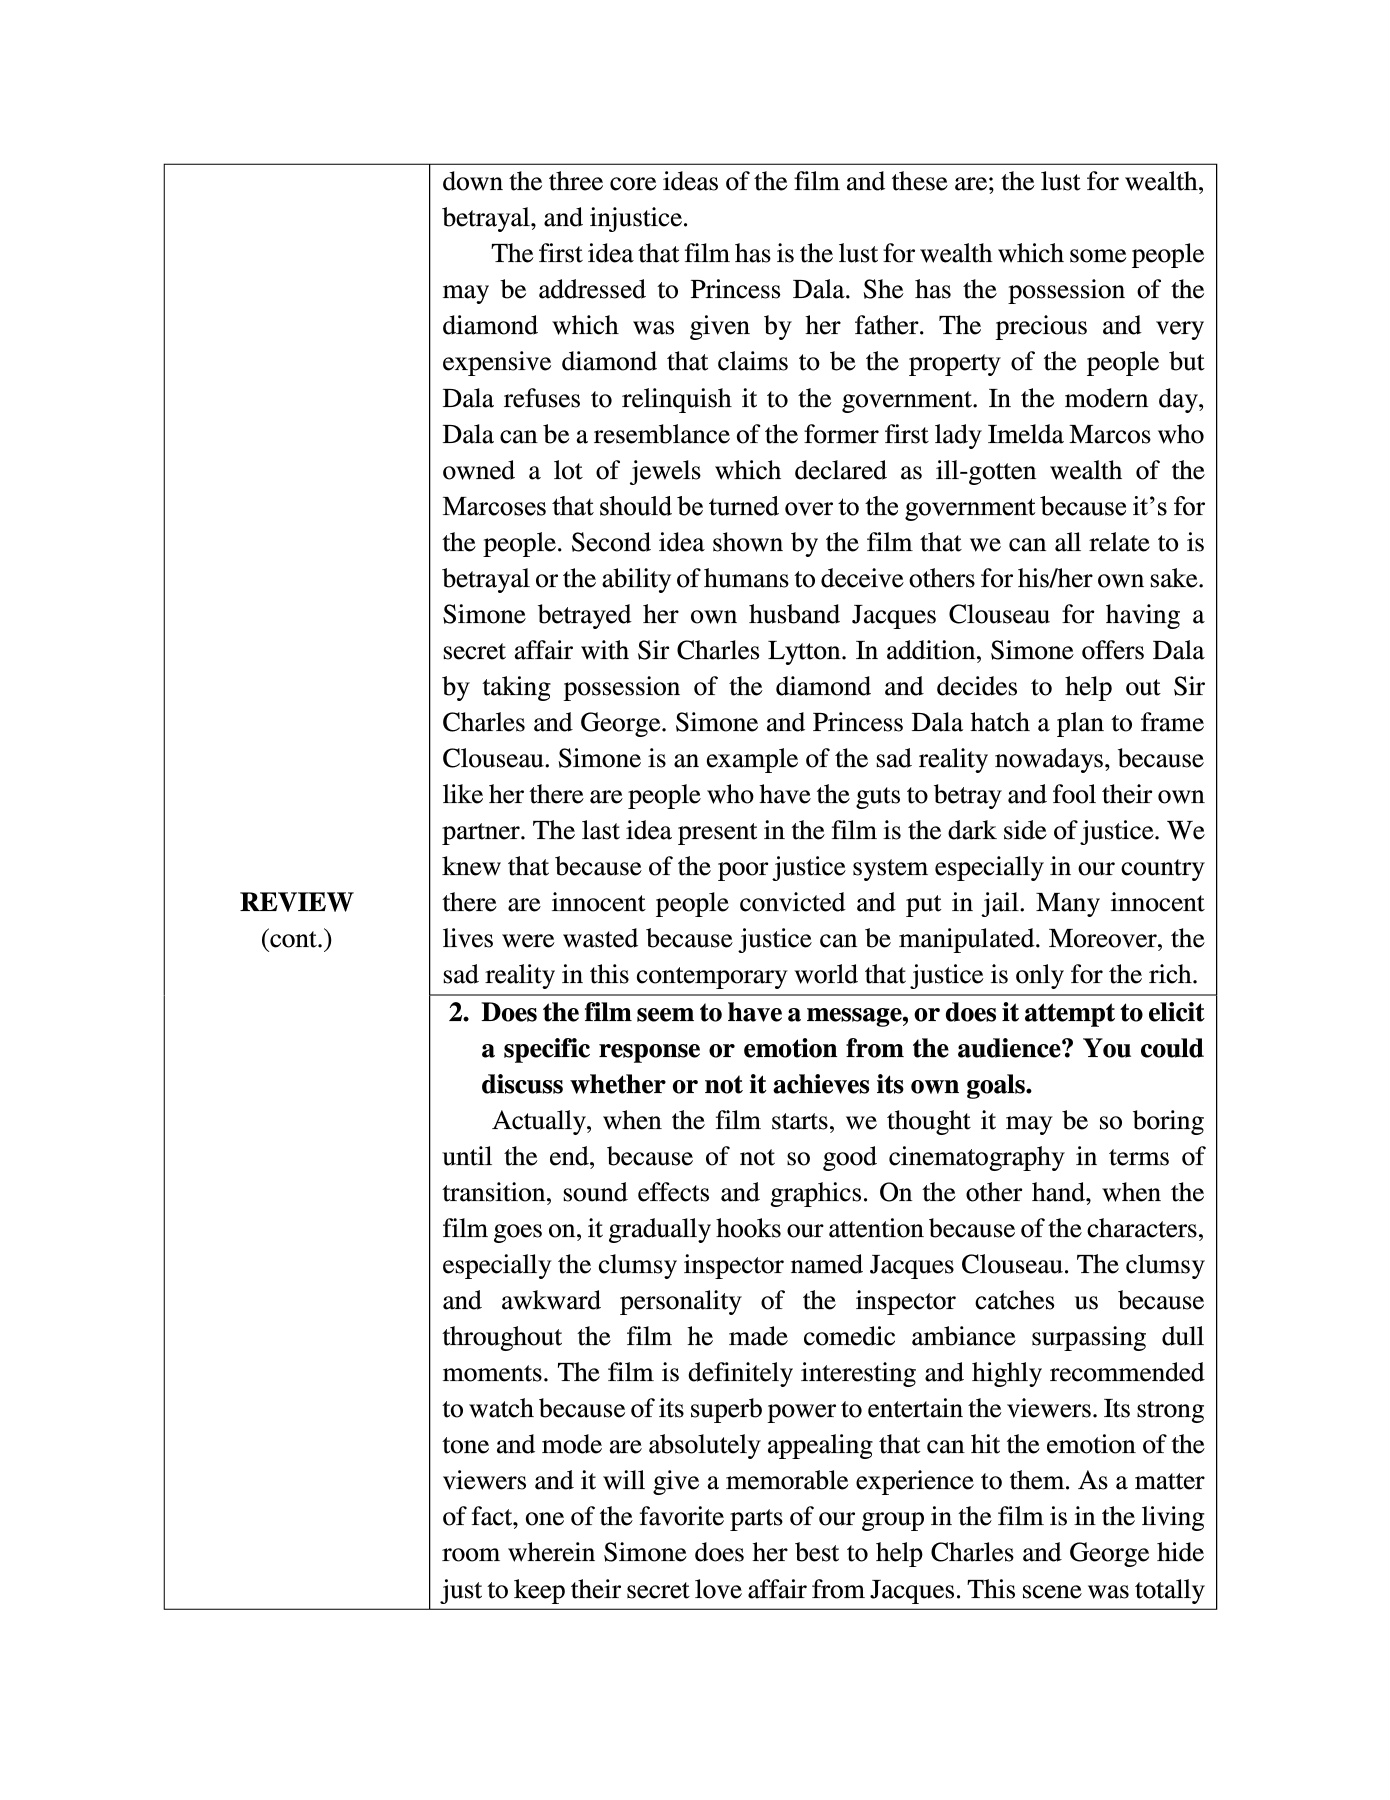 down the three core ideas of the film and these are; the lust for wealth,
betrayal, and injustice.
The first idea that film has is the lust for wealth which some people
may be addressed to Princess Dala. She has the possession of the
diamond which was given by her father. The precious and very
expensive diamond that claims to be the property of the people but
Dala refuses to relinquish it to the government. In the modern day,
Dala can be a resemblance of the former first lady Imelda Marcos who
owned a lot of jewels which declared as ill-gotten wealth of the
Marcoses that should be turned over to the government because it’s for
the people. Second idea shown by the film that we can all relate to is
betrayal or the ability of humans to deceive others for his/her own sake.
Simone betrayed her own husband Jacques Clouseau for having a
secret affair with Sir Charles Lytton. In addition, Simone offers Dala
by taking possession of the diamond and decides to help out Sir
Charles and George. Simone and Princess Dala hatch a plan to frame
Clouseau. Simone is an example of the sad reality nowadays, because
like her there are people who have the guts to betray and fool their own
partner. The last idea present in the film is the dark side of justice. We
knew that because of the poor justice system especially in our country
there are innocent people convicted and put in jail. Many innocent
lives were wasted because justice can be manipulated. Moreover, the
sad reality in this contemporary world that justice is only for the rich.
REVIEW
(cont.)
2. Does the film seem to have a message, or does it attempt to elicit
a specific response or emotion from the audience? You could
discuss whether or not it achieves its own goals.
Actually, when the film starts, we thought it may be so boring
until the end, because of not so good cinematography in terms of
transition, sound effects and graphics. On the other hand, when the
film goes on, it gradually hooks our attention because of the characters,
especially the clumsy inspector named Jacques Clouseau. The clumsy
and awkward personality of the inspector catches us because
throughout the film he made comedic ambiance surpassing dull
moments. The film is definitely interesting and highly recommended
to watch because of its superb power to entertain the viewers. Its strong
tone and mode are absolutely appealing that can hit the emotion of the
viewers and it will give a memorable experience to them. As a matter
of fact, one of the favorite parts of our group in the film is in the living
room wherein Simone does her best to help Charles and George hide
just to keep their secret love affair from Jacques. This scene was totally